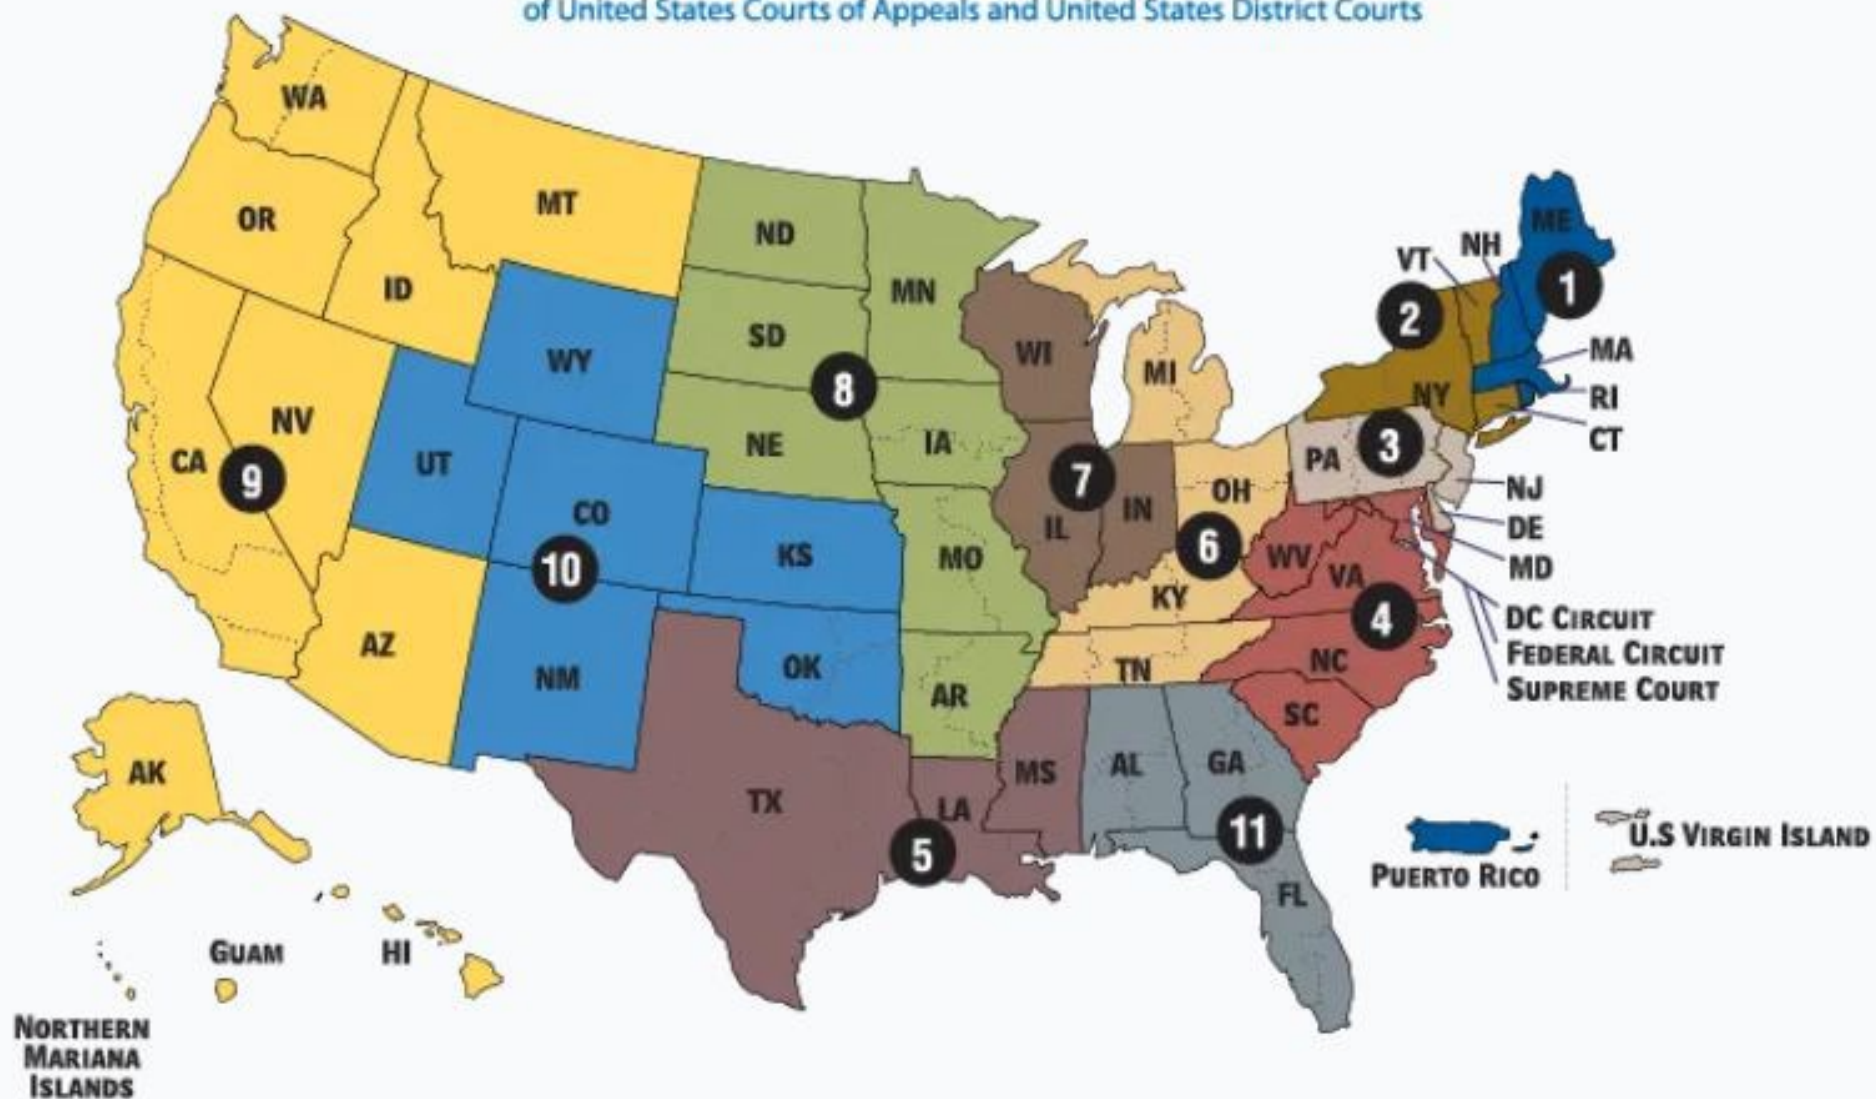 of United States Courts of Appeals and United States District Courts
WA
MT
OR
ID
ND
MN
SD
WY
8
WI
MI
VT
NH
ME
1
2
MA
NY
RI
CT
NV
CA
9
UT
CO
10
NE
IA
7
IL
IN
OH
6
PA
3
NJ
DE
MD
KS
MO
KY
WV
VA
4
DC CIRCUIT
FEDERAL CIRCUIT
SUPREME COURT
AZ
NM
OK
AR
TN
NC
SC
AK
TX
LA
5
MS
AL
GA
11
FL
PUERTO RICO
U.S VIRGIN ISLAND
GUAM
HI
NORTHERN
MARIANA
ISLANDS